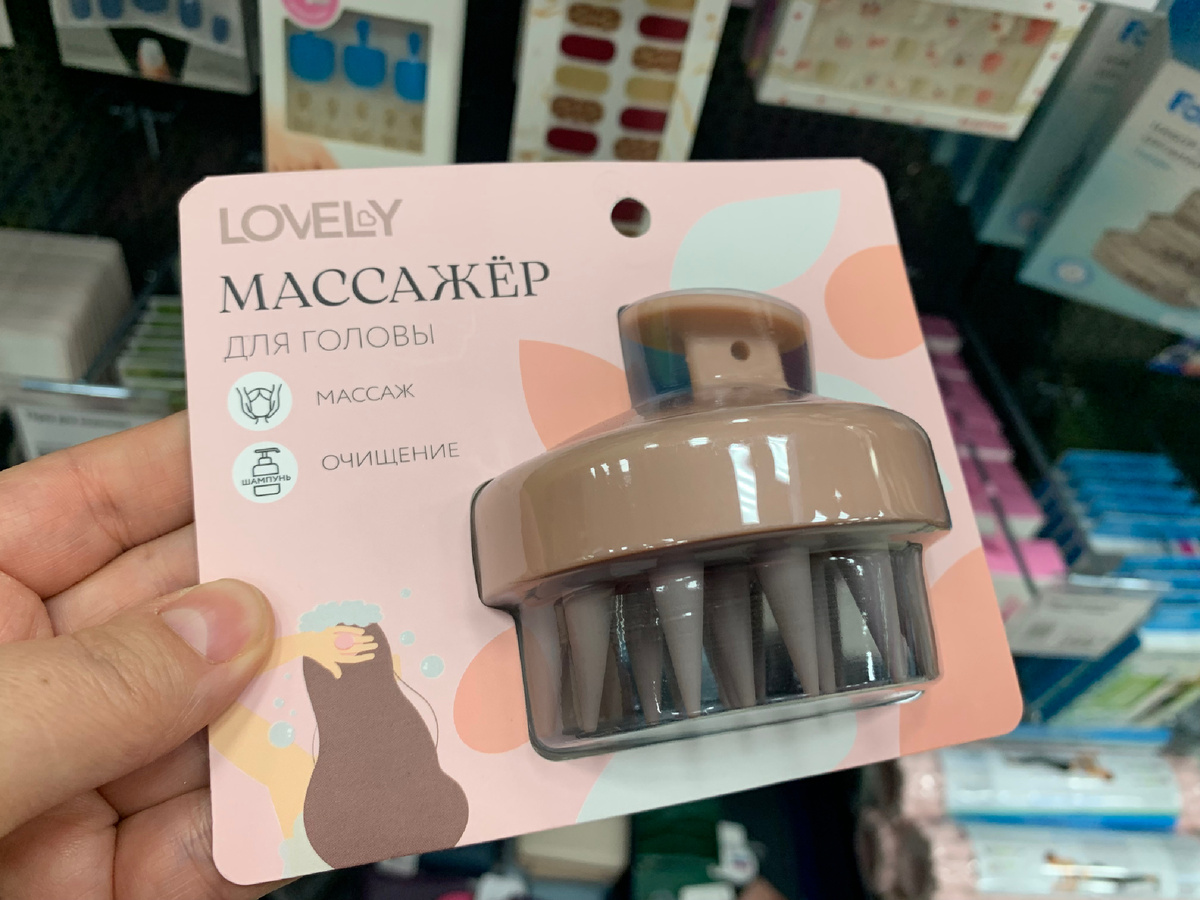 LOVELY
МАССАЖЁР
ДЛЯ ГОЛОВЫ
МАССАЖ
ШАМПУНЬ
ОЧИЩЕНИЕ